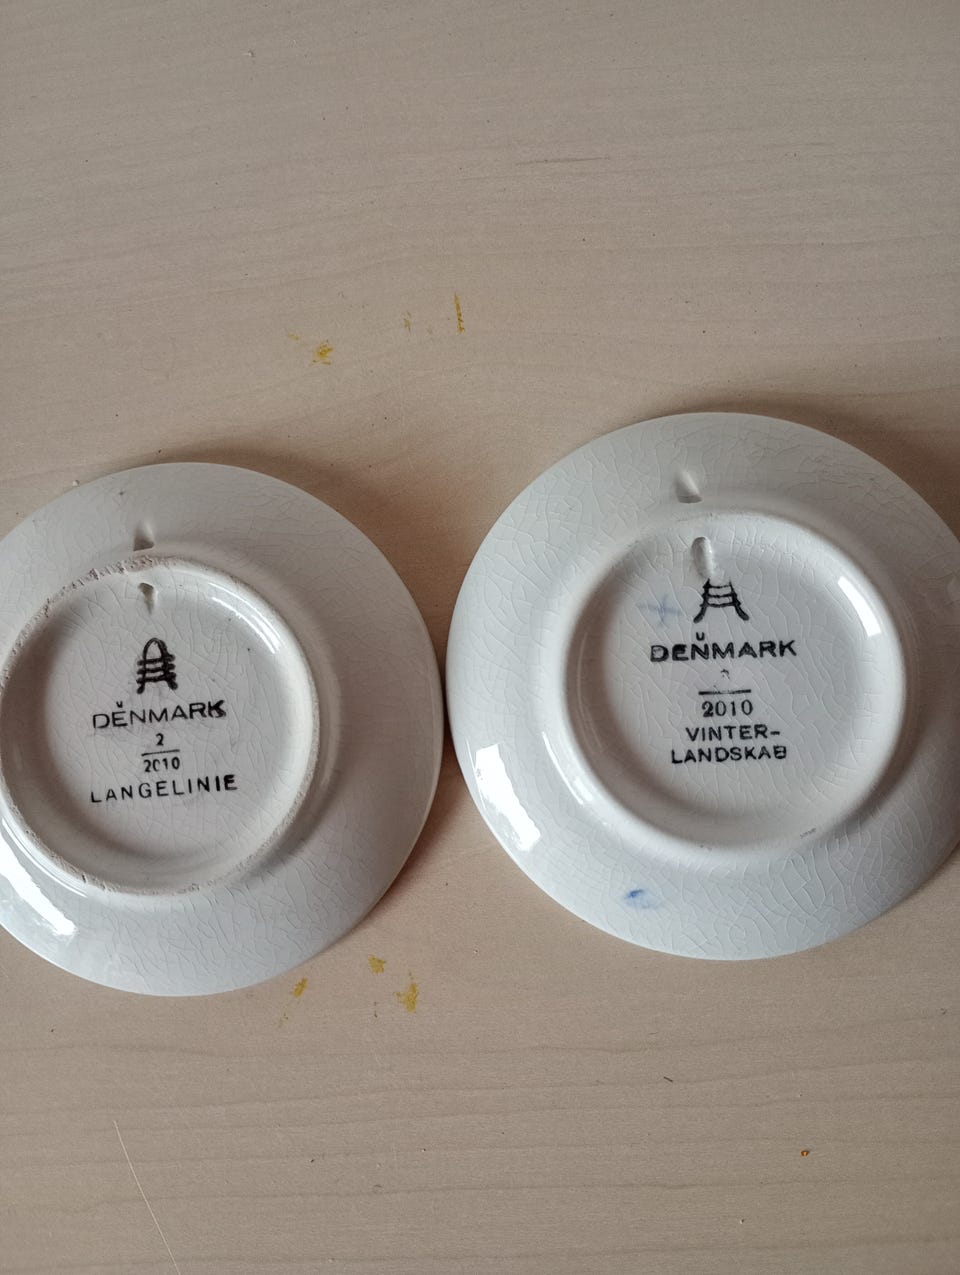 DENMARK
2
2010
LANGELINIE
DENMARK
2010
VINTER-
LANDSKAB